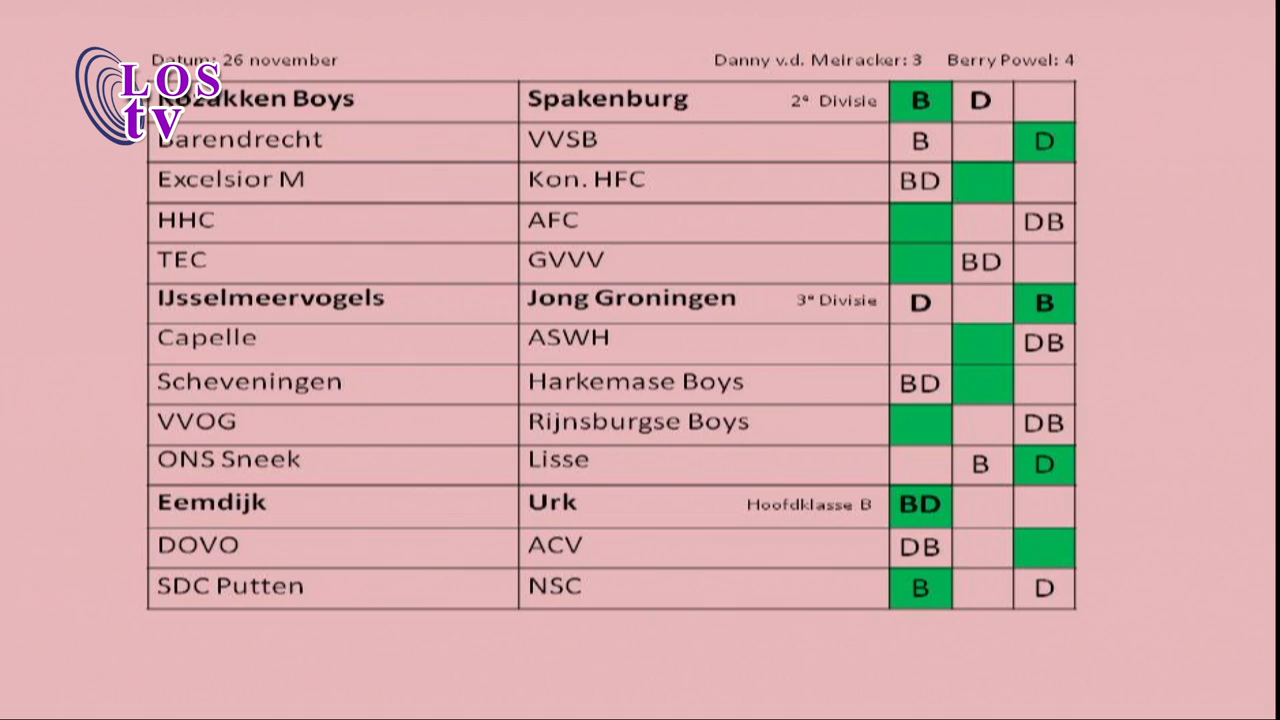 LOS
tv
Datum: 26 november Danny v.d. Meiracker: 3 Berry Powel: 4
Kozakken Boys Spakenburg 2e Divisie B D
Barendrecht VVSB B D
Excelsior M Kon. HFC BD
HHC AFC DB
TEC GVVV BD
IJsselmeervogels Jong Groningen 3e Divisie D B
Capelle ASWH DB
Scheveningen Harkemase Boys BD
VVOG Rijnsburgse Boys DB
ONS Sneek Lisse B D
Eemdijk Urk Hoofdklasse B BD
DOVO ACV DB
SDC Putten NSC B D